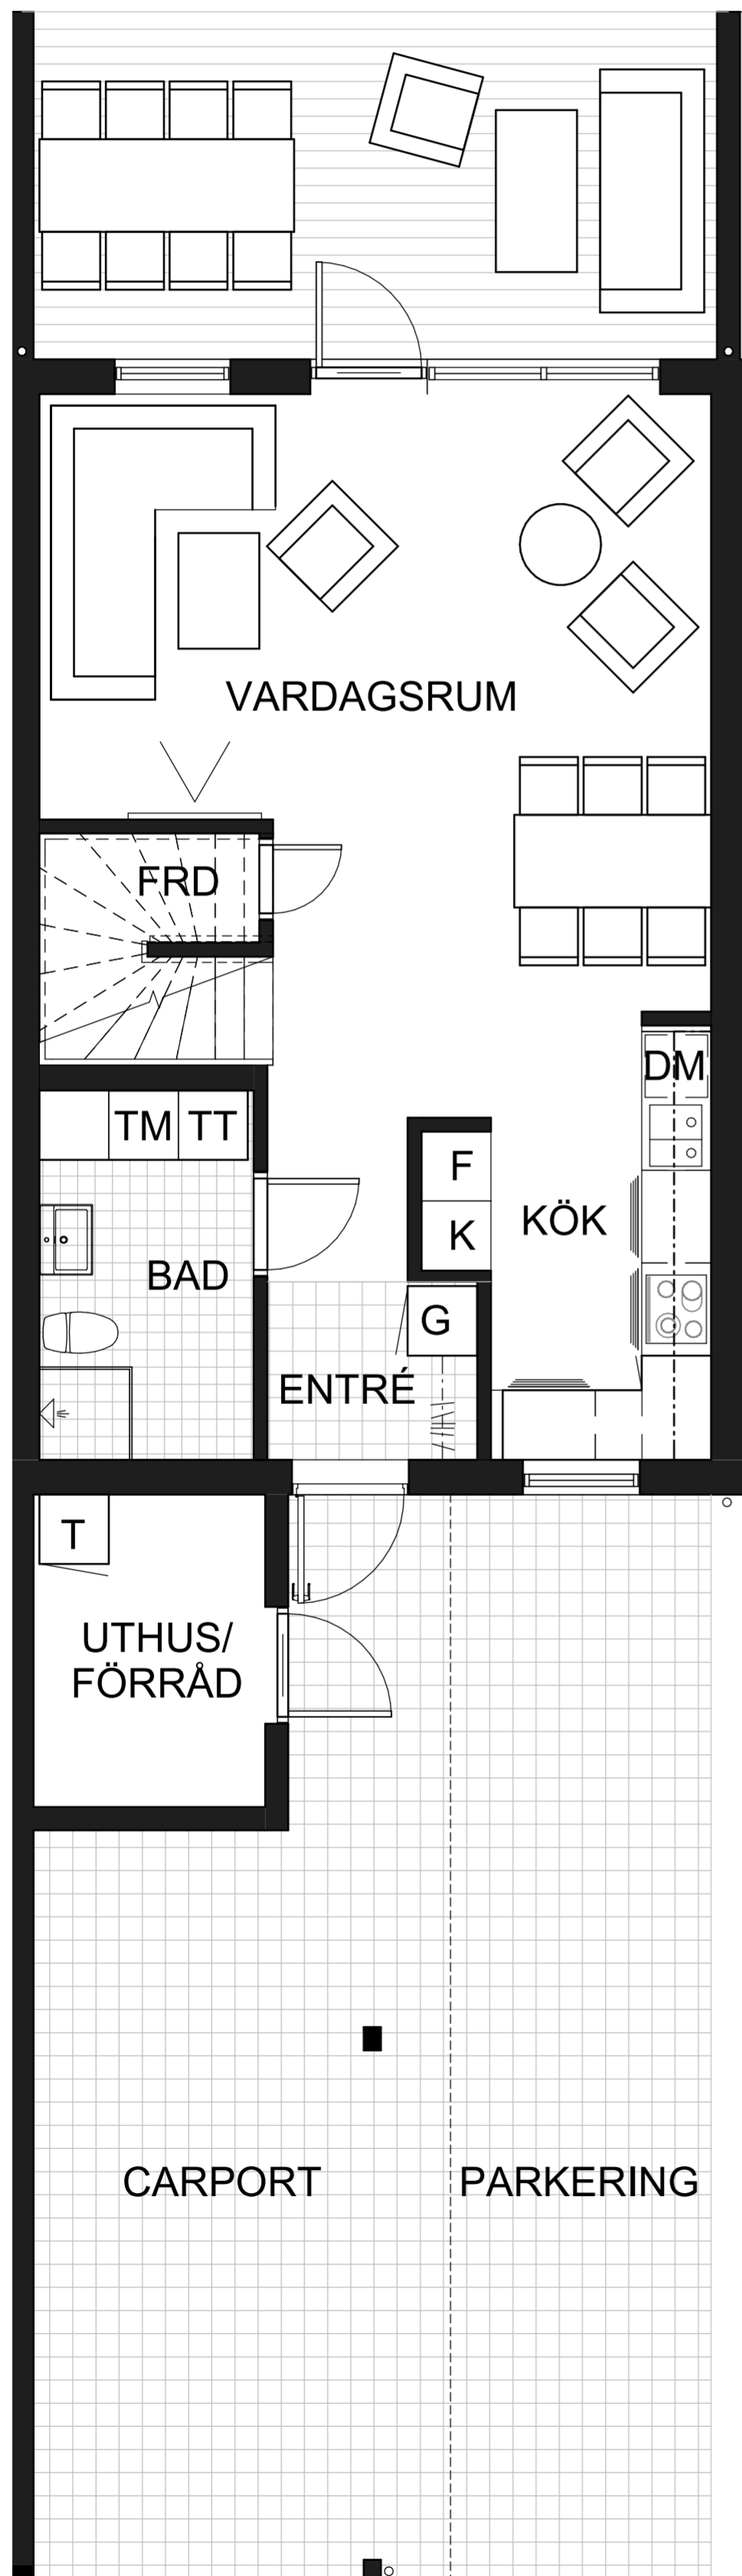 VARDAGSRUM
FRD
DM
TM TT
F
K
KÖK
BAD
G
ENTRÉ
T
UTHUS/
FÖRRÅD
CARPORT PARKERING